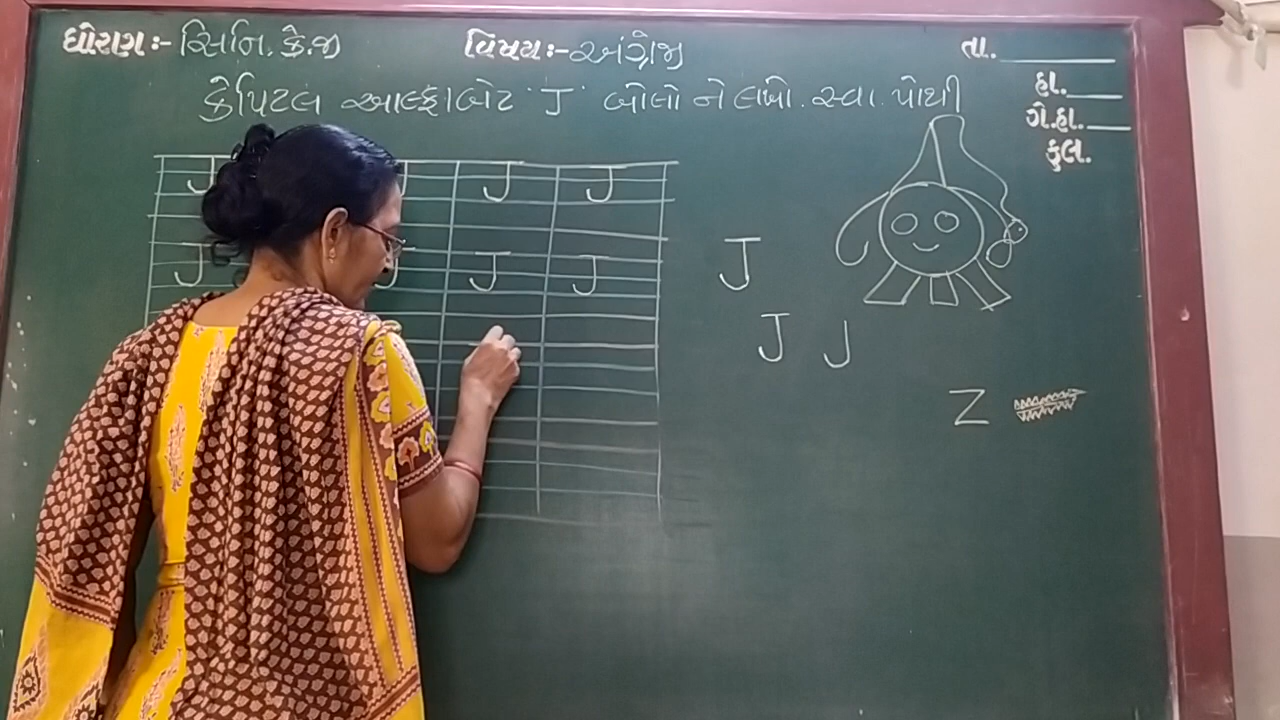 ધોરણઃ- સિનિ. કે.જી વિષયઃ- અંગ્રેજી તા.
કેપિટલ આલ્ફાબેટ 'J' બોલો ને લખો. સ્વા. પોથી
હા.
ગે.હા.
કુલ.
J J J J
J J J J
J
J J
Z